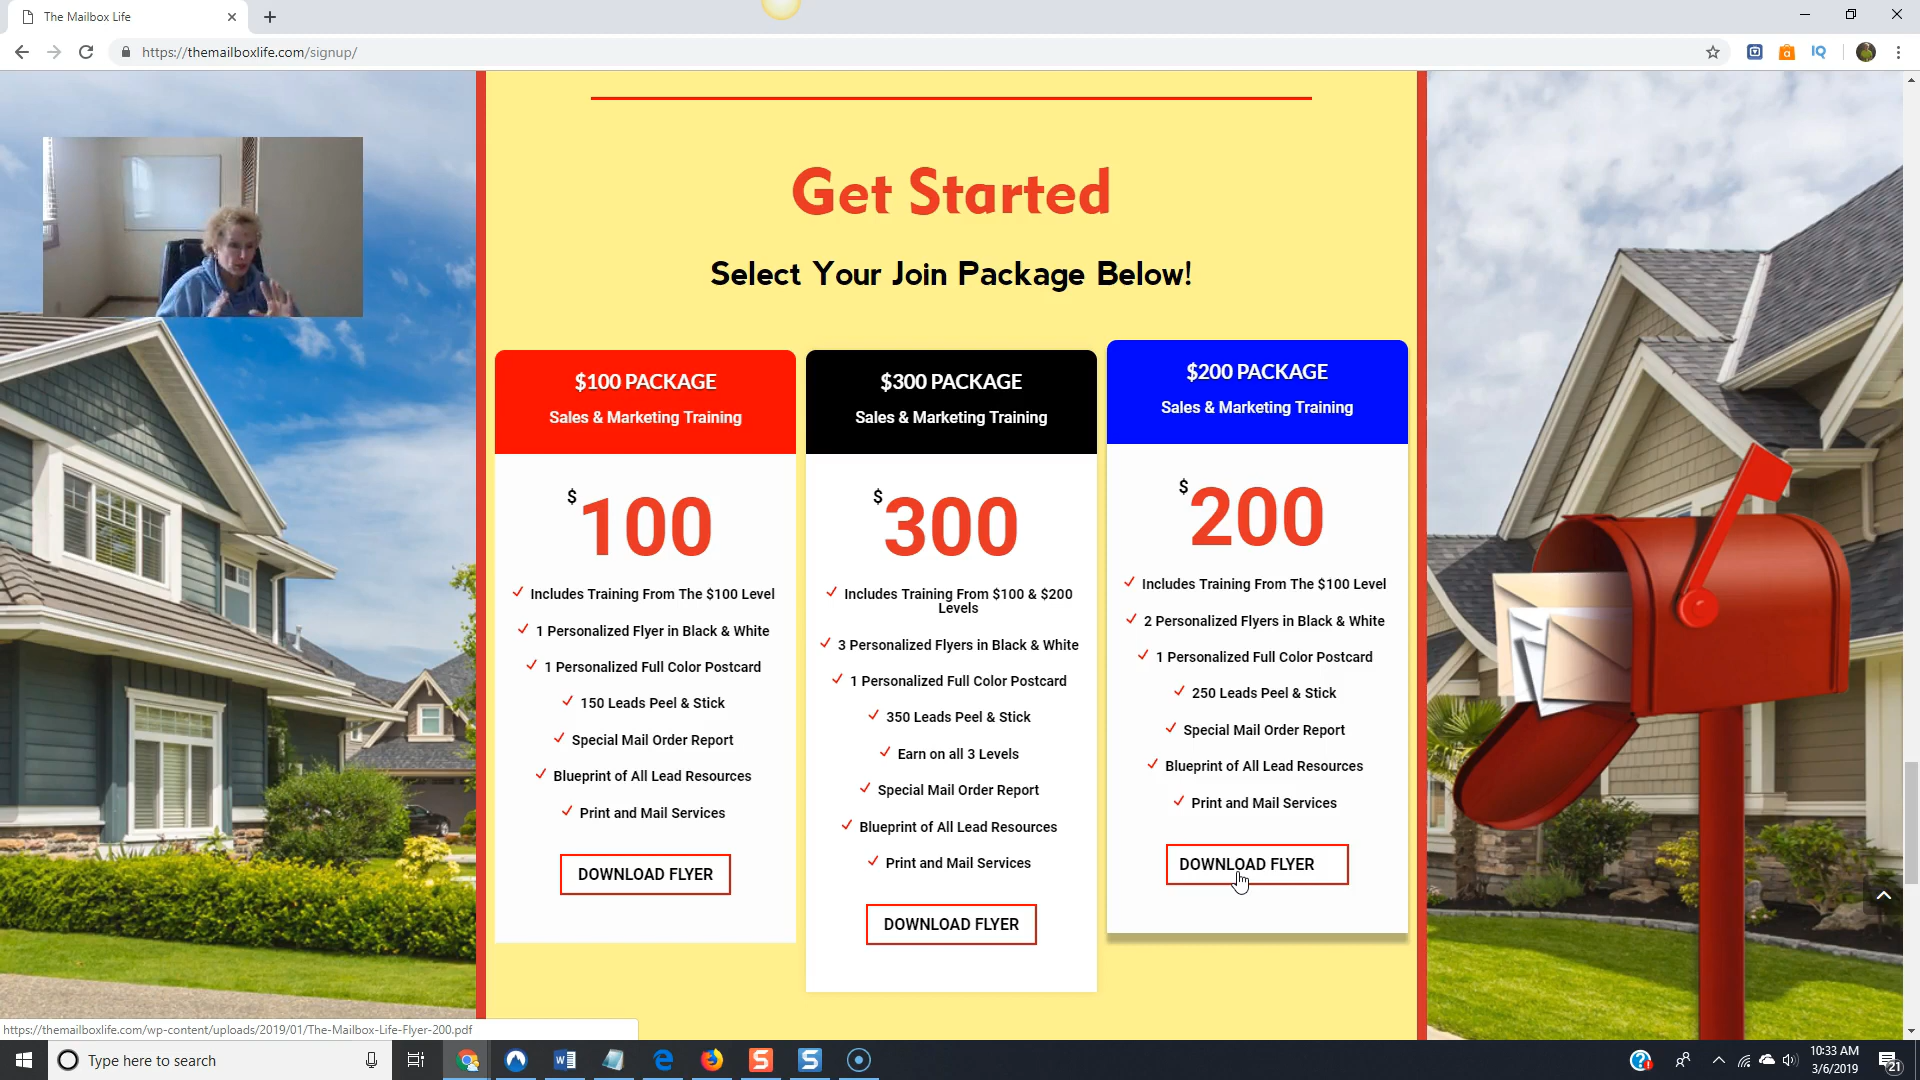 The Mailbox Life
https://themailboxlife.com/signup/
Get Started
Select Your Join Package Below!
$100 PACKAGE
Sales & Marketing Training
$100
Includes Training From The $100 Level
1 Personalized Flyer in Black & White
1 Personalized Full Color Postcard
150 Leads Peel & Stick
Special Mail Order Report
Blueprint of All Lead Resources
Print and Mail Services
DOWNLOAD FLYER
$300 PACKAGE
Sales & Marketing Training
$300
Includes Training From $100 & $200
Levels
3 Personalized Flyers in Black & White
1 Personalized Full Color Postcard
350 Leads Peel & Stick
Earn on all 3 Levels
Special Mail Order Report
Blueprint of All Lead Resources
Print and Mail Services
DOWNLOAD FLYER
$200 PACKAGE
Sales & Marketing Training
$200
Includes Training From The $100 Level
2 Personalized Flyers in Black & White
1 Personalized Full Color Postcard
250 Leads Peel & Stick
Special Mail Order Report
Blueprint of All Lead Resources
Print and Mail Services
DOWNLOAD FLYER
https://themailboxlife.com/wp-content/uploads/2019/01/The-Mailbox-Life-Flyer-200.pdf
Type here to search
10:33 AM
3/6/2019
21